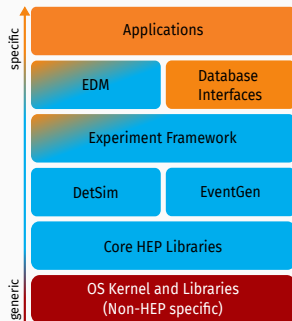 specific
Applications
EDM
Database
Interfaces
Experiment Framework
DetSim
EventGen
Core HEP Libraries
generic
OS Kernel and Libraries
(Non-HEP specific)